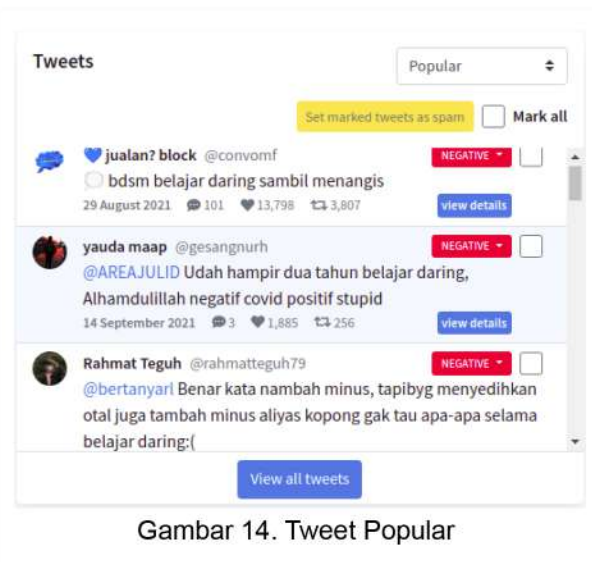 Tweets
Popular
Set marked tweets as spam
Mark all
💙 jualan? block @convomf
NEGATIVE
💭 bdsm belajar daring sambil menangis
29 August 2021 101 13,798 3,807
view details
yauda maap @gesangnurh
NEGATIVE
@AREAJULID Udah hampir dua tahun belajar daring,
Alhamdulillah negatif covid positif stupid
14 September 2021 3 1,885 256
view details
Rahmat Teguh @rahmatteguh79
NEGATIVE
@bertanyarl Benar kata nambah minus, tapibyg menyedihkan
otal juga tambah minus aliyas kopong gak tau apa-apa selama
belajar daring:(
View all tweets
Gambar 14. Tweet Popular